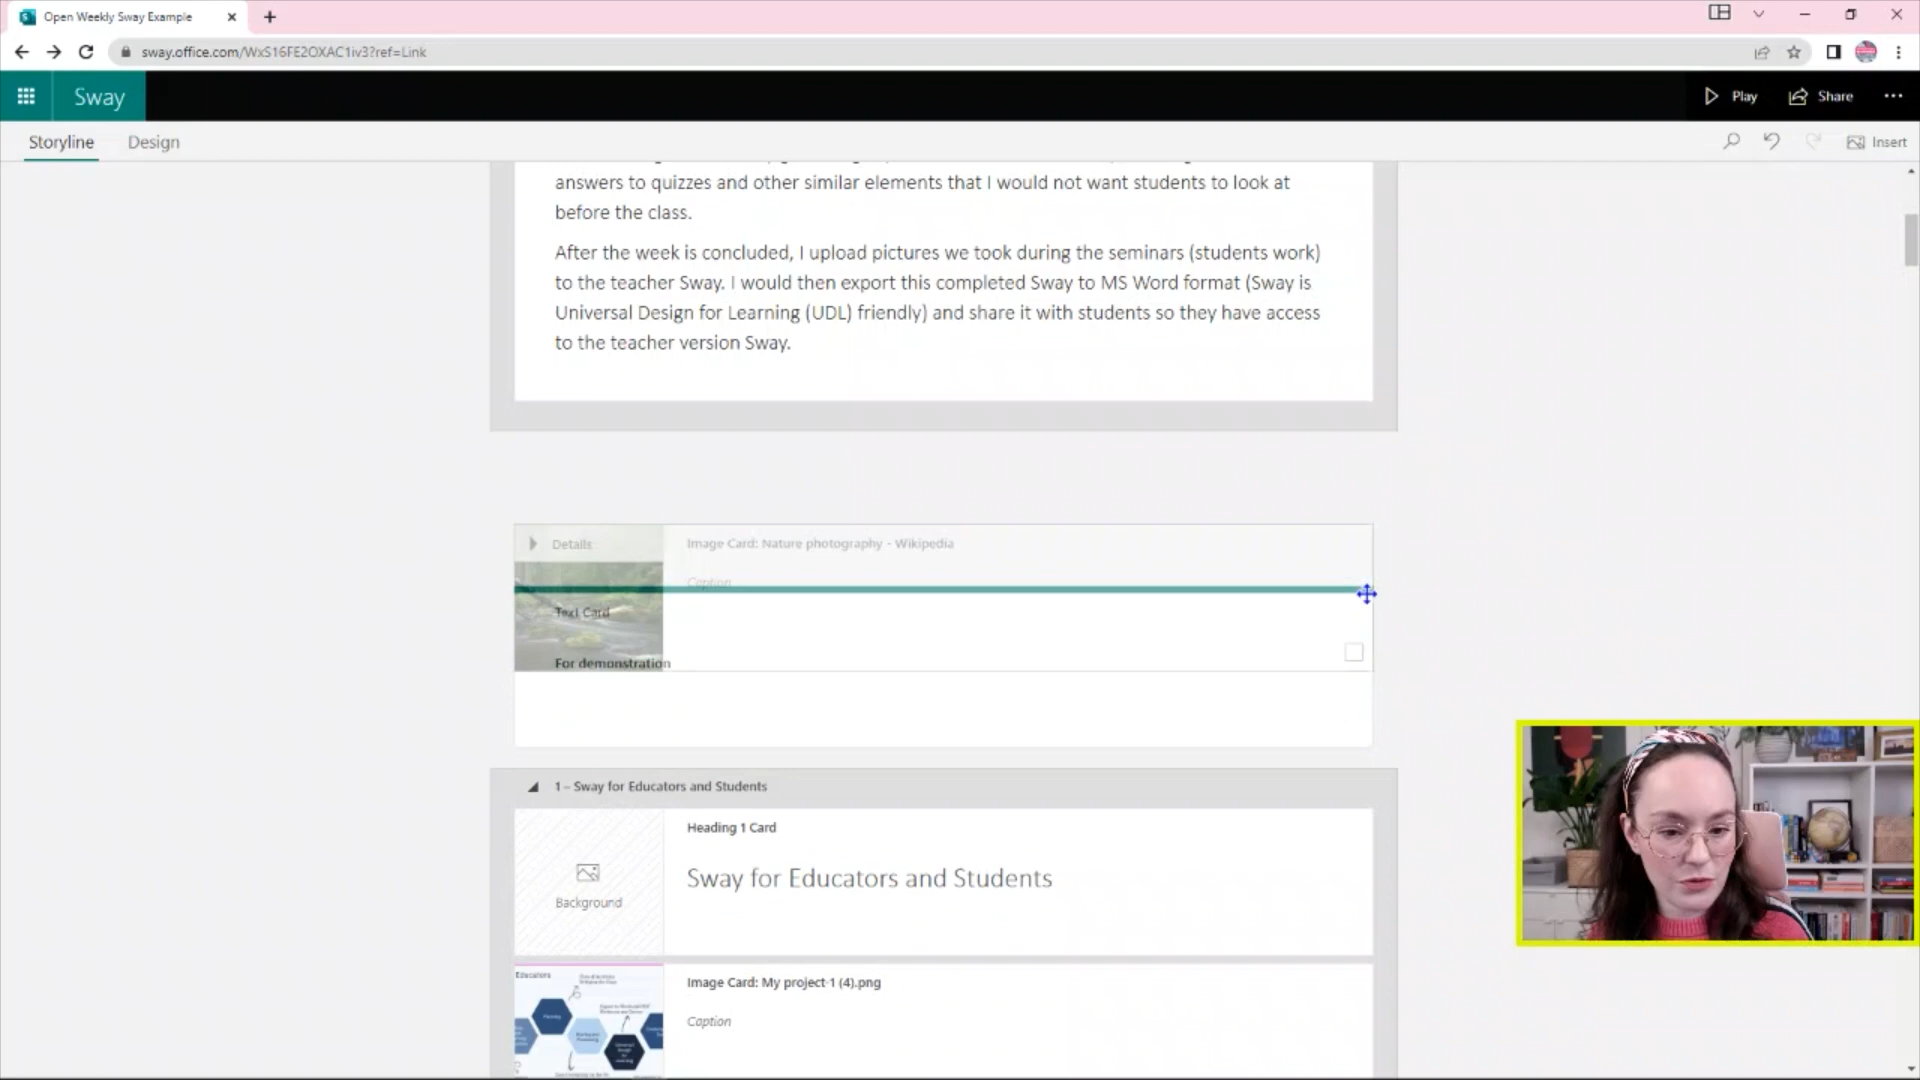 Open Weekly Sway Example
sway.office.com/WxS16FE2OXAC1iv3?ref=Link
Sway
Play
Share
Storyline
Design
Insert
answers to quizzes and other similar elements that I would not want students to look at
before the class.
After the week is concluded, I upload pictures we took during the seminars (students work)
to the teacher Sway. I would then export this completed Sway to MS Word format (Sway is
Universal Design for Learning (UDL) friendly) and share it with students so they have access
to the teacher version Sway.
Details
Image Card: Nature photography - Wikipedia
Caption
Text Card
For demonstration
1 – Sway for Educators and Students
Heading 1 Card
Sway for Educators and Students
Background
Image Card: My project-1 (4).png
Caption
Educators